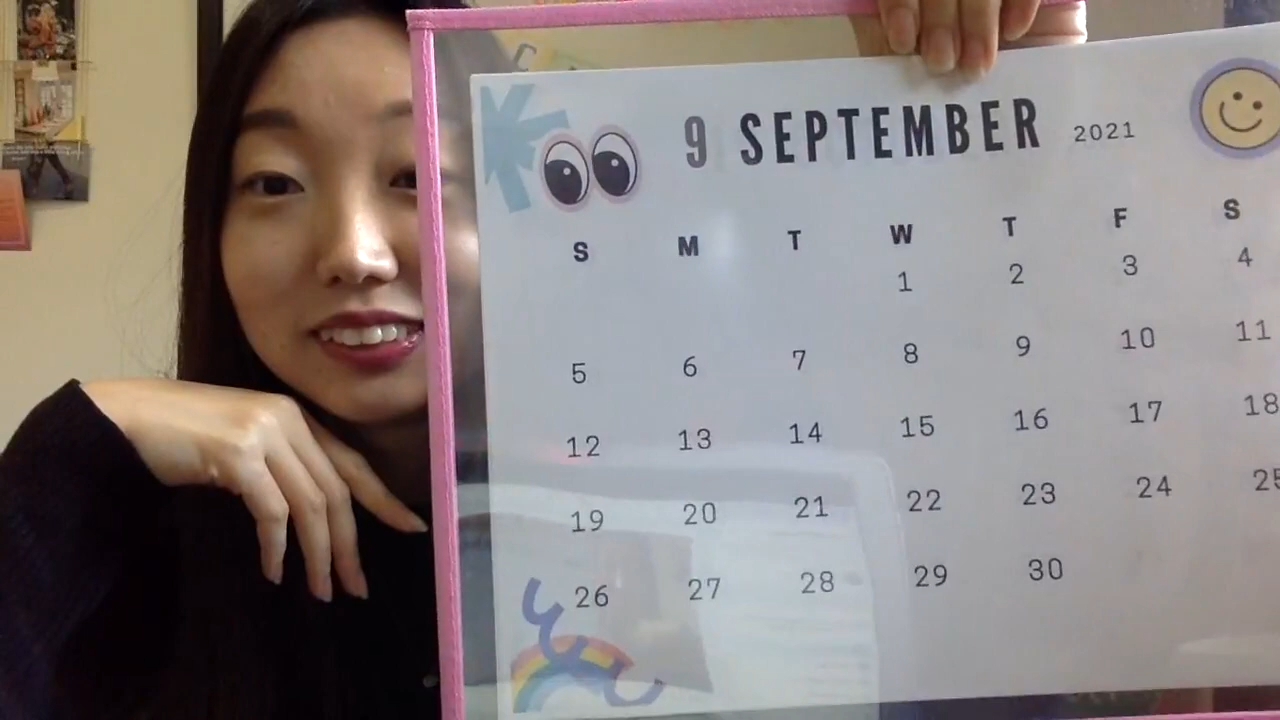 9 SEPTEMBER 2021
S M T W T F S
1 2 3 4
5 6 7 8 9 10 11
12 13 14 15 16 17 18
19 20 21 22 23 24 25
26 27 28 29 30